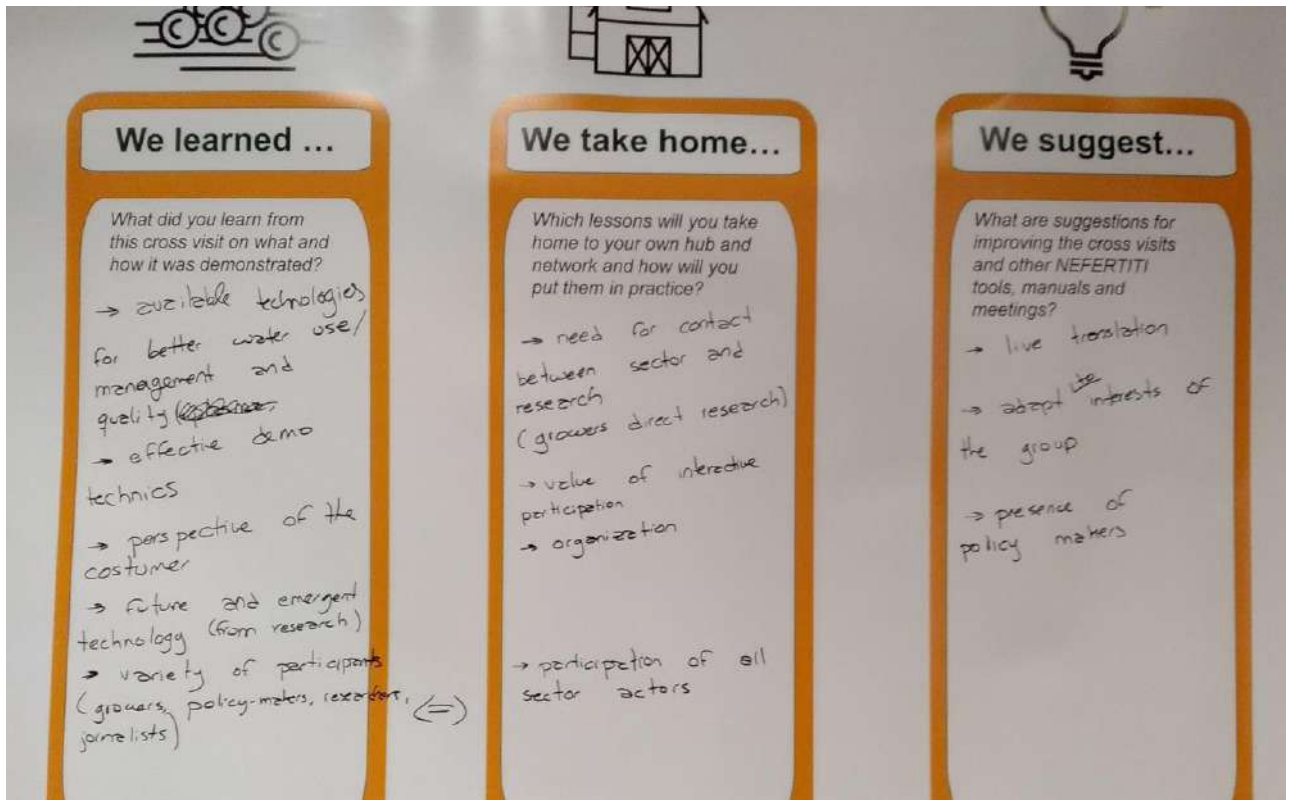 We learned ...
What did you learn from
this cross visit on what and
how it was demonstrated?
→ available technologies
for better water use/
management and
quality
→ effective demo
technics
→ perspective of the
costumer
→ future and emergent
technology (from research)
→ variety of participants
(growers, policy-makers, researchers,
jornalists)
(=)
We take home...
Which lessons will you take
home to your own hub and
network and how will you
put them in practice?
→ need for contact
between sector and
research
(growers direct research)
→ value of interactive
participation
→ organization
→ participation of all
sector actors
We suggest...
What are suggestions for
improving the cross visits
and other NEFERTITI
tools, manuals and
meetings?
→ live translation
→ adapt interests of
the group
→ presence of
policy makers